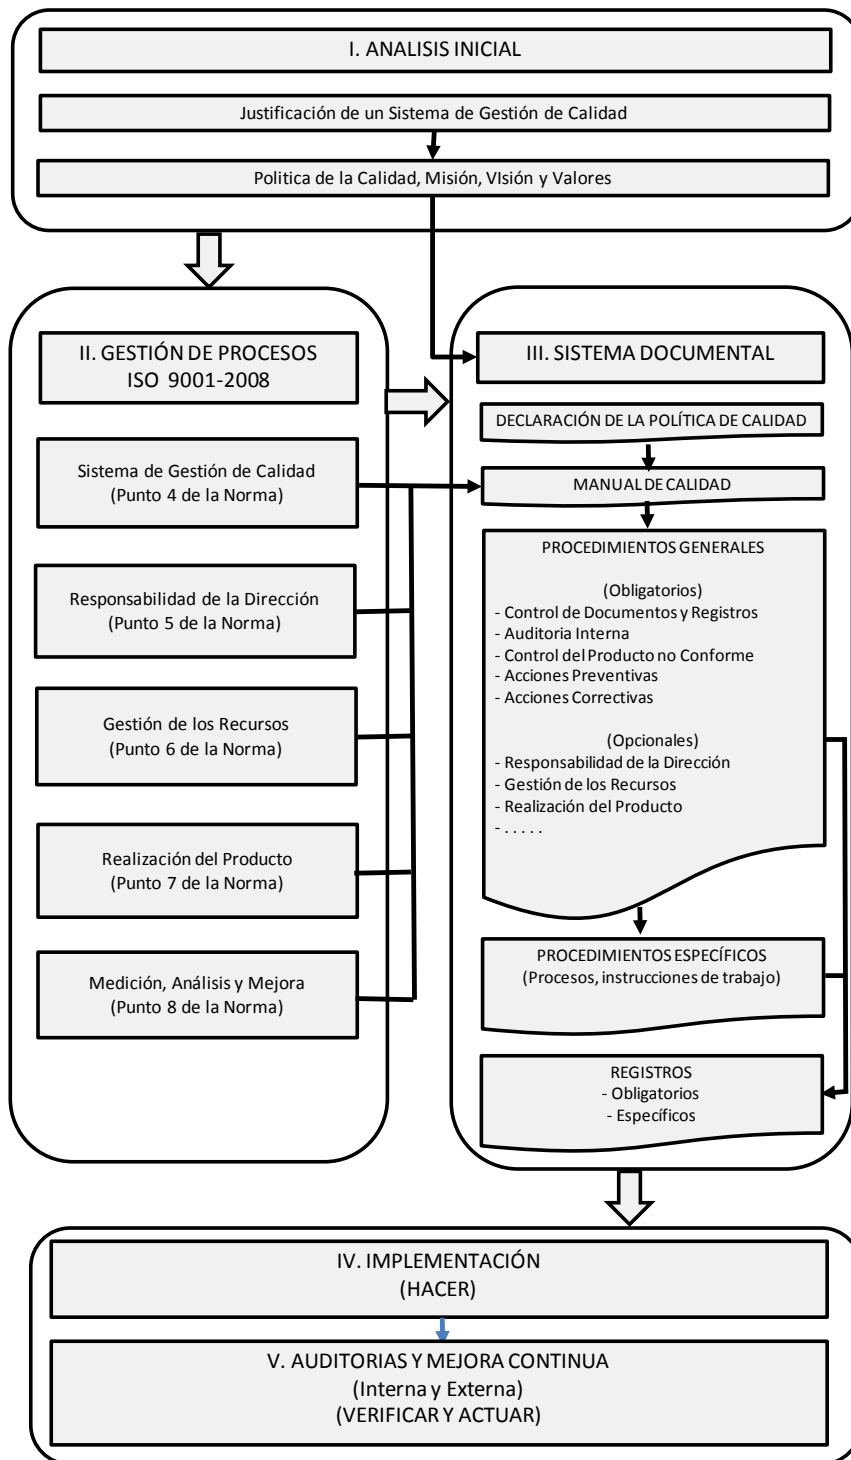 I. ANALISIS INICIAL
Justificación de un Sistema de Gestión de Calidad
Politica de la Calidad, Misión, VIsión y Valores
II. GESTIÓN DE PROCESOS
ISO 9001-2008
Sistema de Gestión de Calidad
(Punto 4 de la Norma)
Responsabilidad de la Dirección
(Punto 5 de la Norma)
Gestión de los Recursos
(Punto 6 de la Norma)
Realización del Producto
(Punto 7 de la Norma)
Medición, Análisis y Mejora
(Punto 8 de la Norma)
III. SISTEMA DOCUMENTAL
DECLARACIÓN DE LA POLÍTICA DE CALIDAD
MANUAL DE CALIDAD
PROCEDIMIENTOS GENERALES
(Obligatorios)
- Control de Documentos y Registros
- Auditoria Interna
- Control del Producto no Conforme
- Acciones Preventivas
- Acciones Correctivas
(Opcionales)
- Responsabilidad de la Dirección
- Gestión de los Recursos
- Realización del Producto
- . . . . .
PROCEDIMIENTOS ESPECÍFICOS
(Procesos, instrucciones de trabajo)
REGISTROS
- Obligatorios
- Específicos
IV. IMPLEMENTACIÓN
(HACER)
V. AUDITORIAS Y MEJORA CONTINUA
(Interna y Externa)
(VERIFICAR Y ACTUAR)